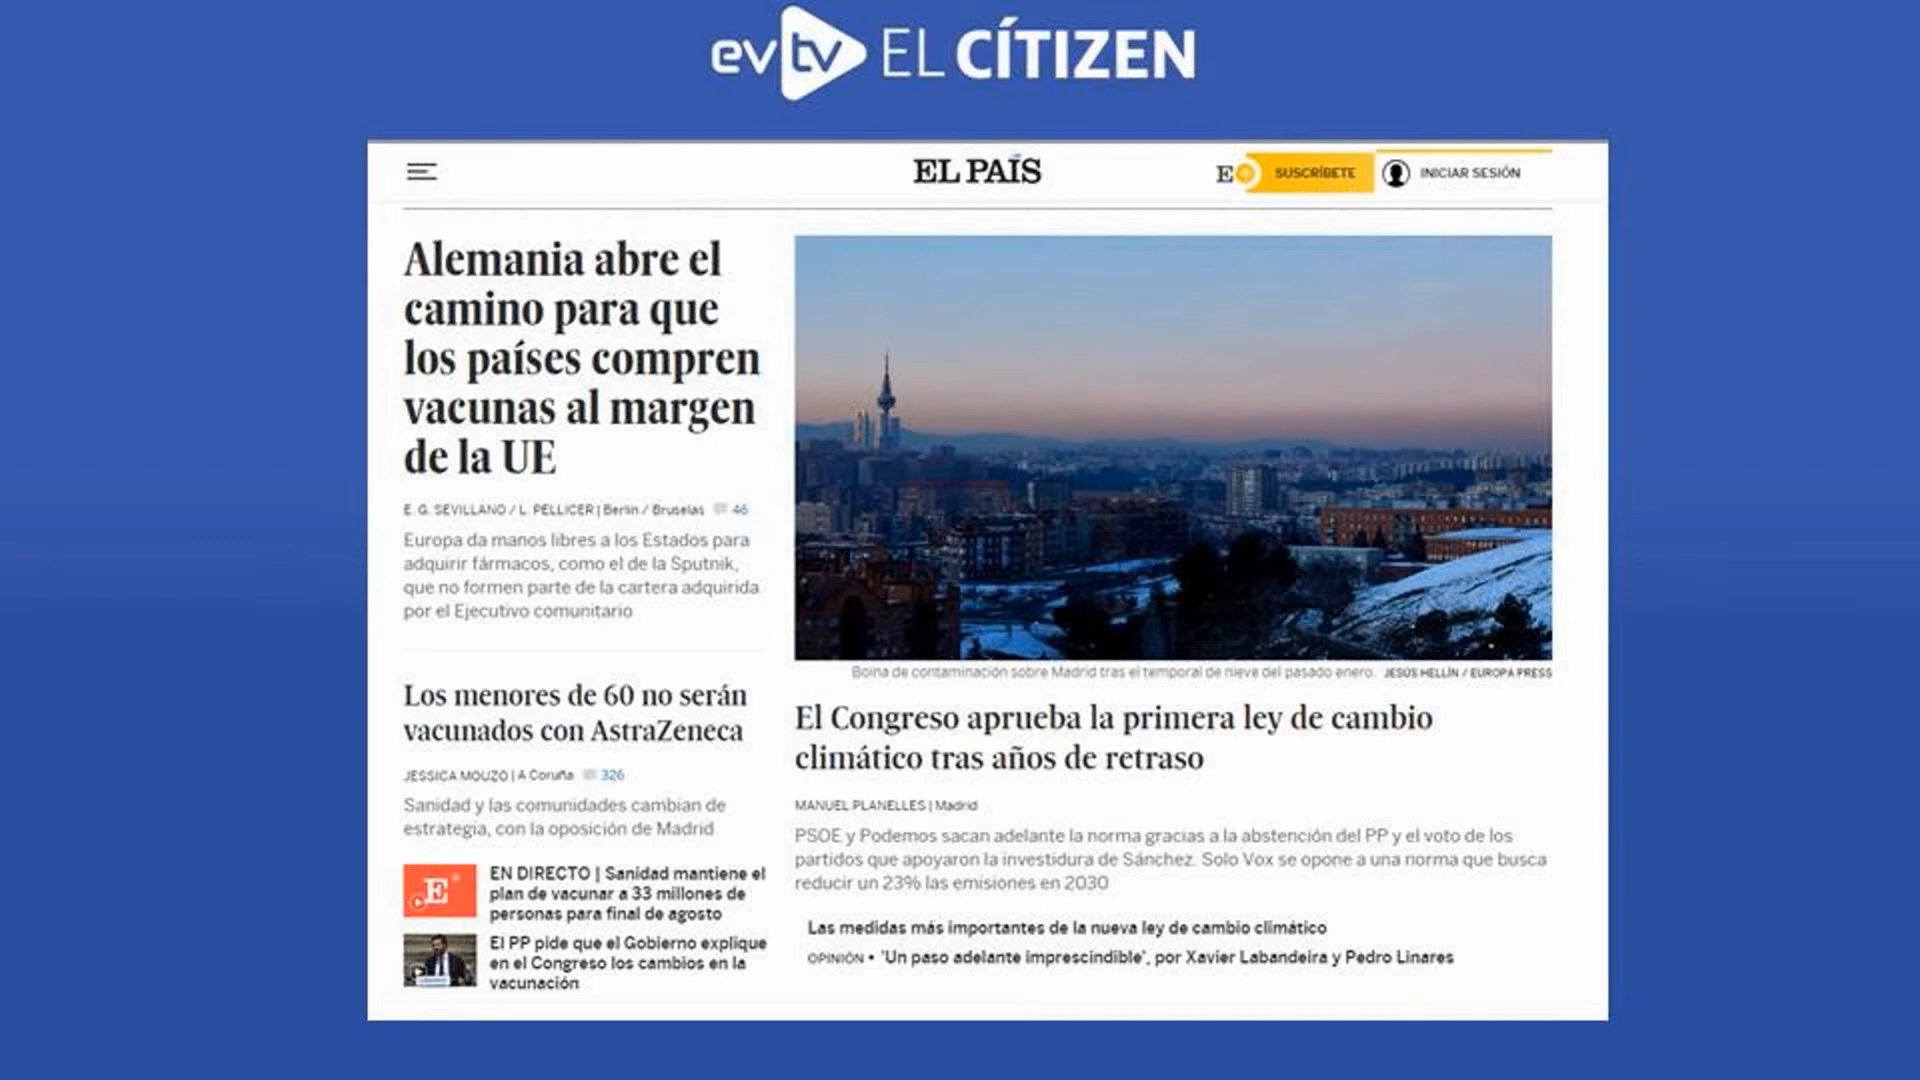 evtv EL CÍTIZEN
EL PAÍS
E+ SUSCRÍBETE
INICIAR SESIÓN
Alemania abre el
camino para que
los países compren
vacunas al margen
de la UE
E. G. SEVILLANO / L. PELLICER | Berlín / Bruselas 46
Europa da manos libres a los Estados para
adquirir fármacos, como el de la Sputnik,
que no formen parte de la cartera adquirida
por el Ejecutivo comunitario
Los menores de 60 no serán
vacunados con AstraZeneca
JESSICA MOUZO | A Coruña 326
Sanidad y las comunidades cambian de
estrategia, con la oposición de Madrid
E
EN DIRECTO | Sanidad mantiene el
plan de vacunar a 33 millones de
personas para final de agosto
El PP pide que el Gobierno explique
en el Congreso los cambios en la
vacunación
Boina de contaminación sobre Madrid tras el temporal de nieve del pasado enero. JESÚS HELLÍN / EUROPA PRESS
El Congreso aprueba la primera ley de cambio
climático tras años de retraso
MANUEL PLANELLES | Madrid
PSOE y Podemos sacan adelante la norma gracias a la abstención del PP y el voto de los
partidos que apoyaron la investidura de Sánchez. Solo Vox se opone a una norma que busca
reducir un 23% las emisiones en 2030
Las medidas más importantes de la nueva ley de cambio climático
OPINIÓN • 'Un paso adelante imprescindible', por Xavier Labandeira y Pedro Linares